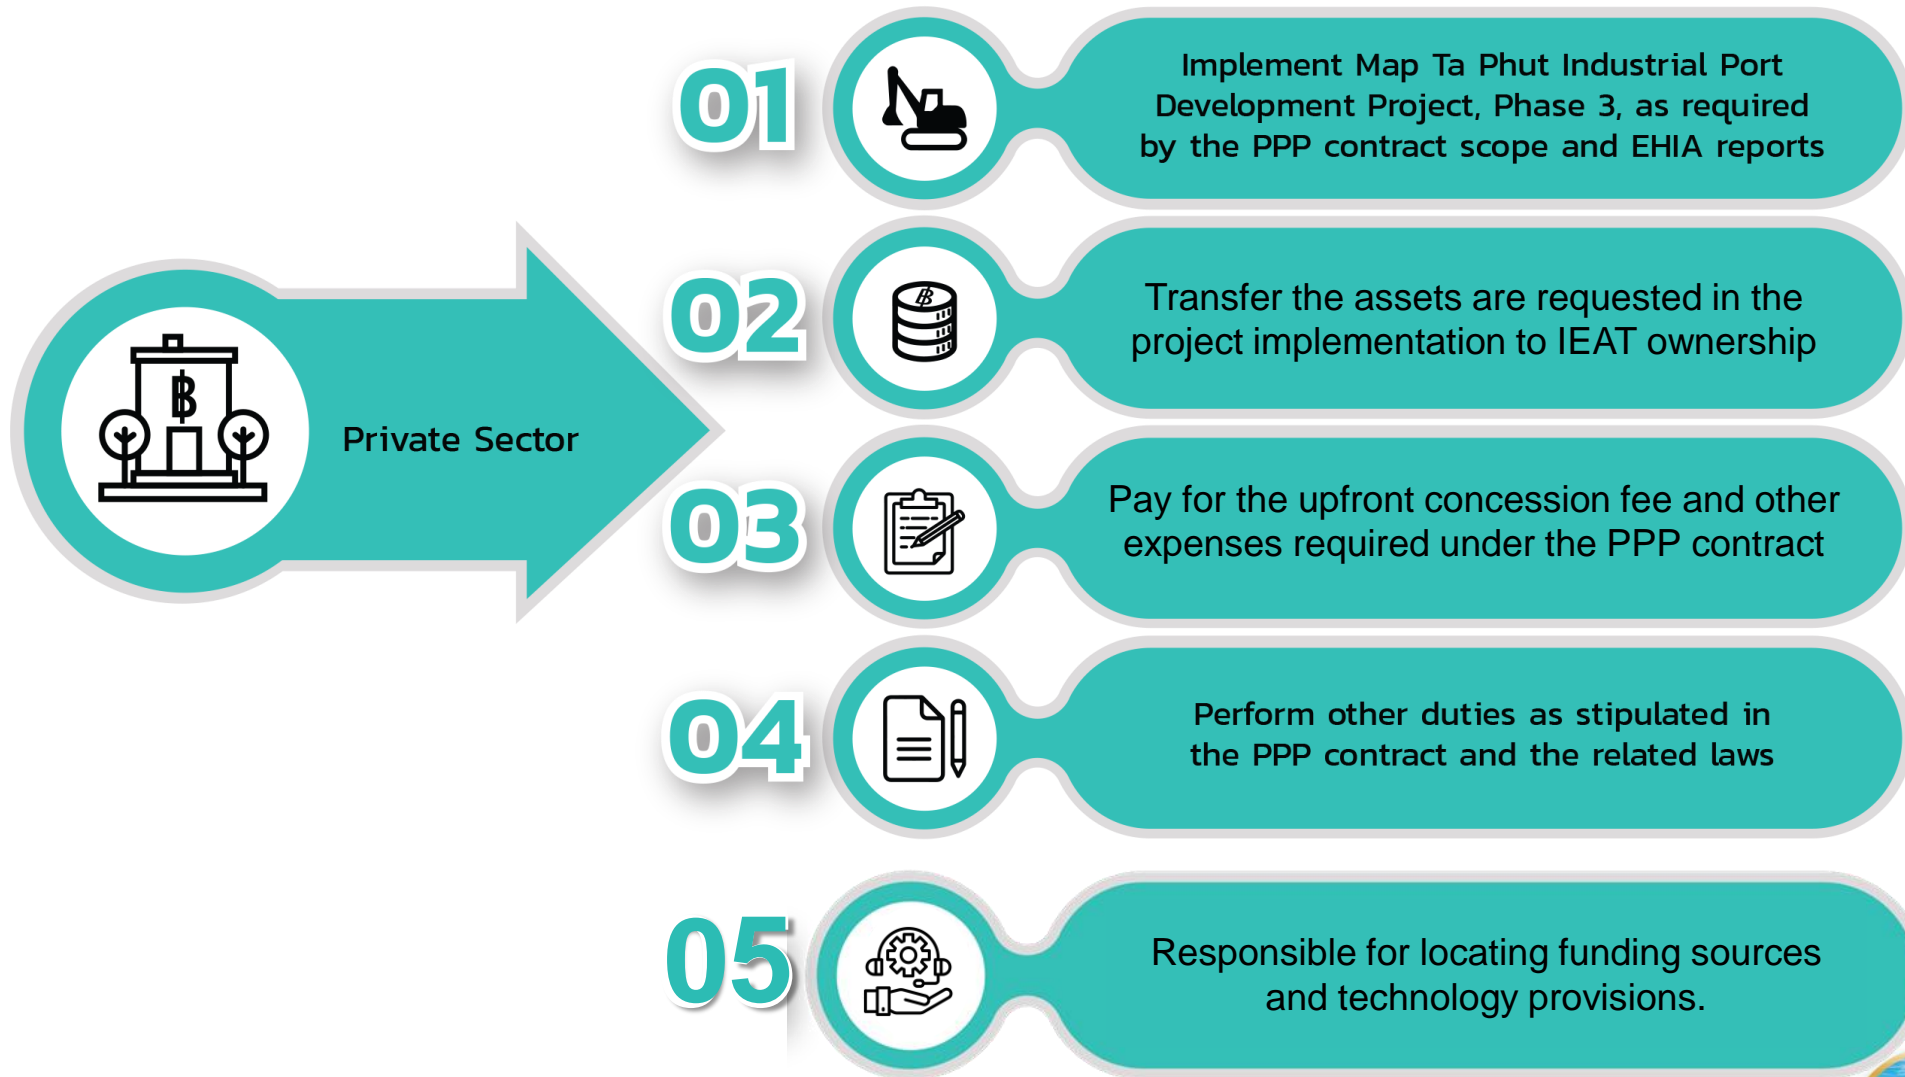 01
Implement Map Ta Phut Industrial Port
Development Project, Phase 3, as required
by the PPP contract scope and EHIA reports
02
Transfer the assets are requested in the
project implementation to IEAT ownership
Private Sector
03
Pay for the upfront concession fee and other
expenses required under the PPP contract
04
Perform other duties as stipulated in
the PPP contract and the related laws
05
Responsible for locating funding sources
and technology provisions.